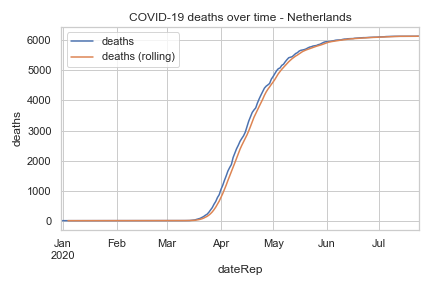 COVID-19 deaths over time - Netherlands
deaths
deaths (rolling)
6000
5000
4000
3000
2000
1000
0
deaths
Jan Feb Mar Apr May Jun Jul
2020
dateRep